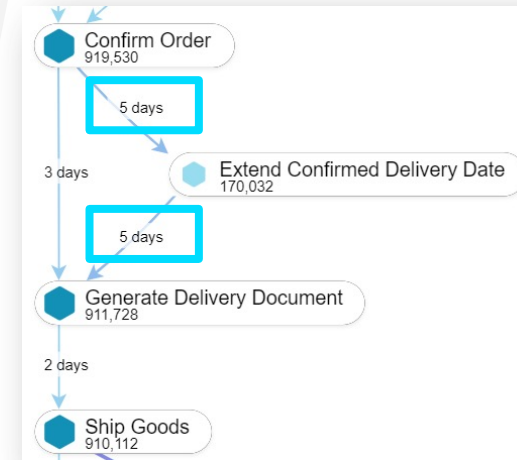 Confirm Order
919,530
5 days
3 days
Extend Confirmed Delivery Date
170,032
5 days
Generate Delivery Document
911,728
2 days
Ship Goods
910,112